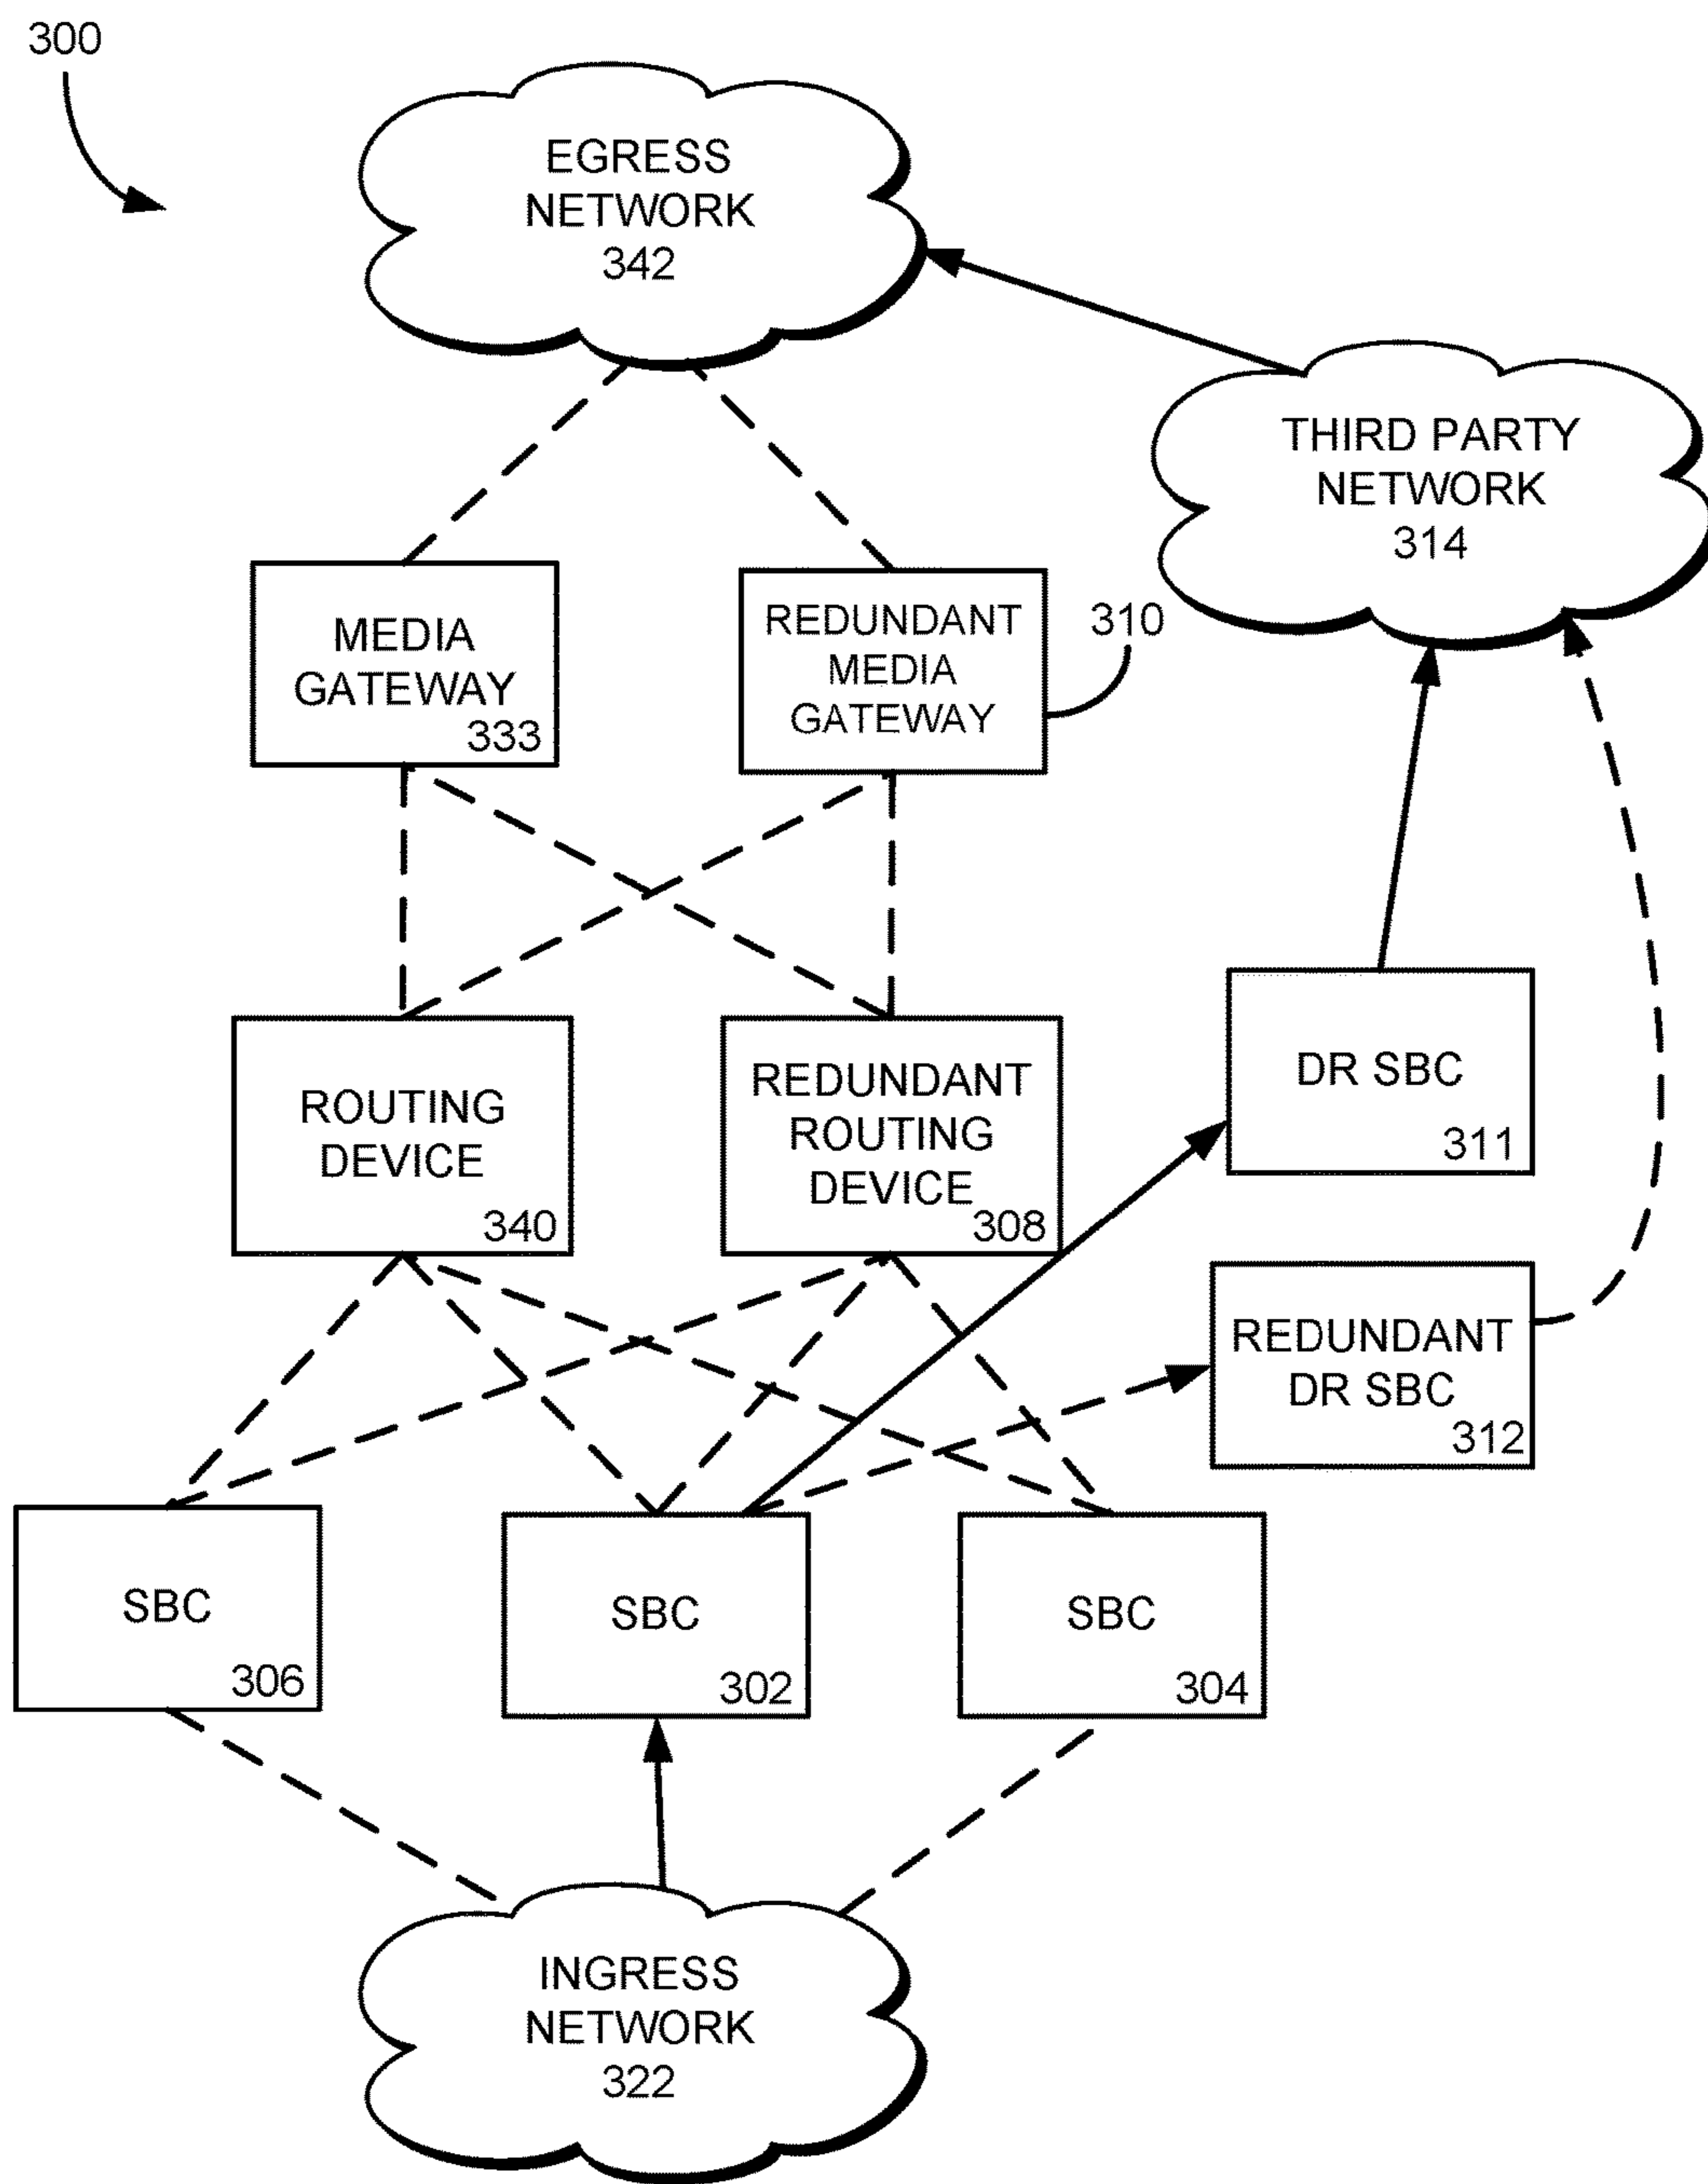 300
EGRESS
NETWORK
342
THIRD PARTY
NETWORK
314
MEDIA
GATEWAY
333
REDUNDANT
MEDIA
GATEWAY
310
ROUTING
DEVICE
340
REDUNDANT
ROUTING
DEVICE
308
DR SBC
311
REDUNDANT
DR SBC
312
SBC
306
SBC
302
SBC
304
INGRESS
NETWORK
322